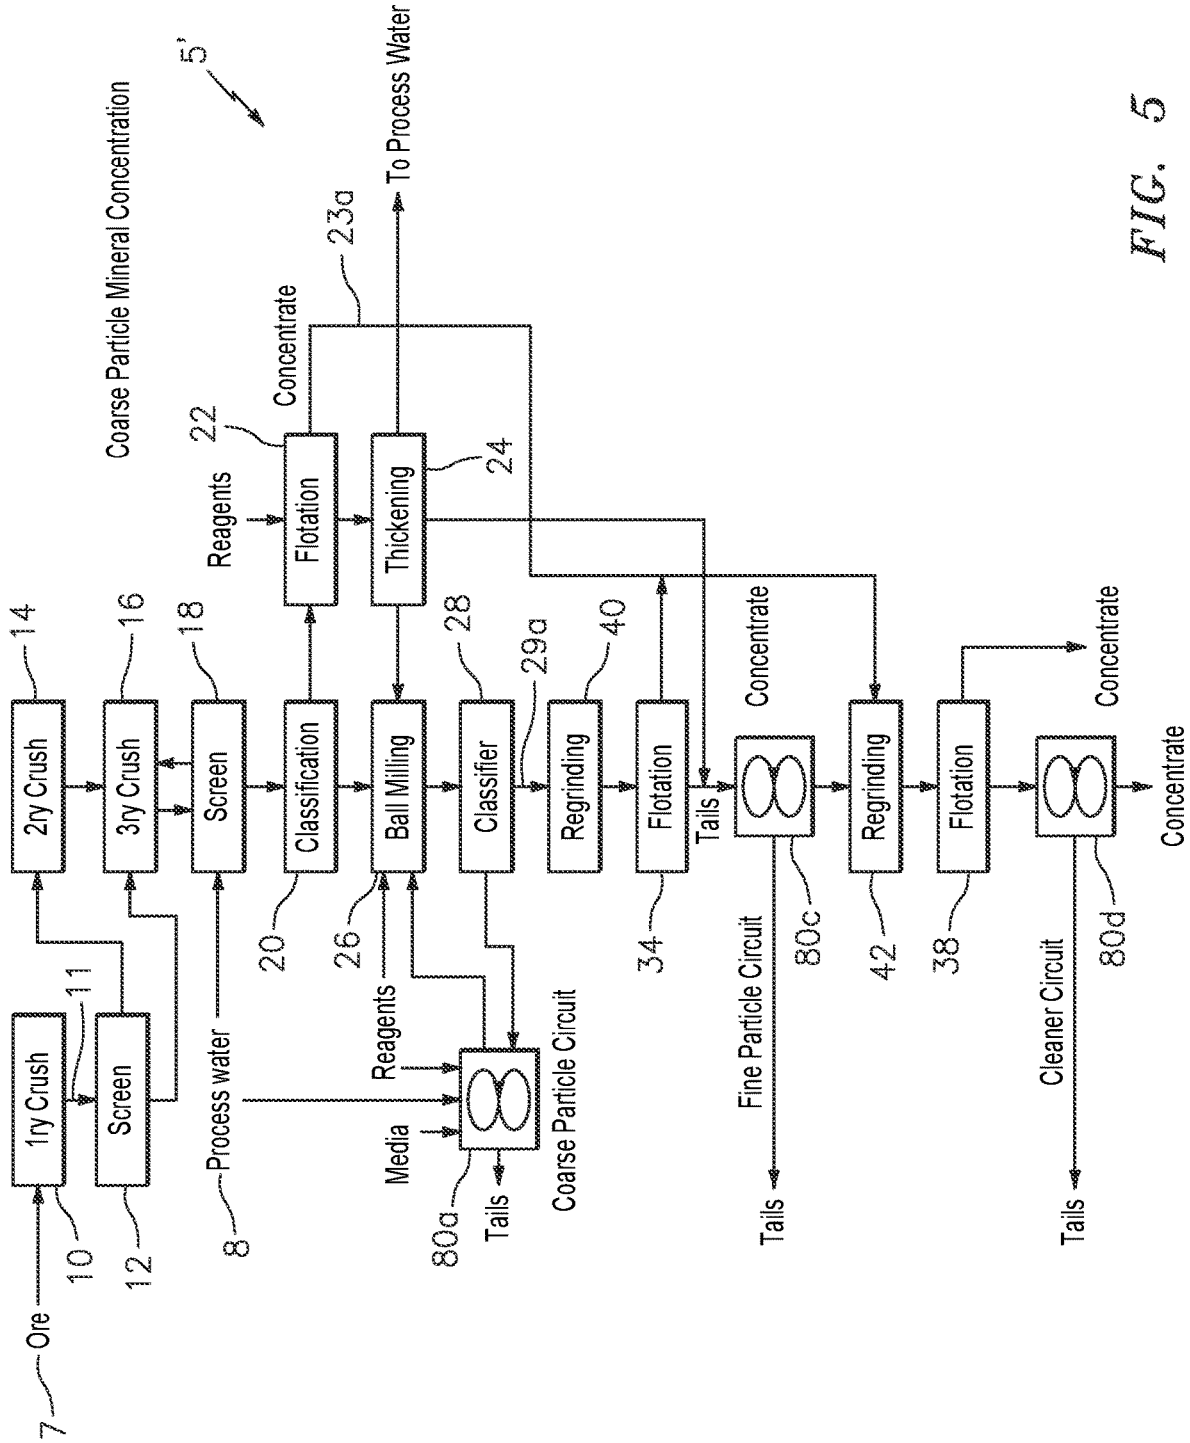 Coarse Particle Mineral Concentration
5'
7
Ore
10
1ry Crush
11
12
Screen
14
2ry Crush
16
3ry Crush
18
Screen
8
Process water
20
Classification
Reagents
22
Flotation
Concentrate
23a
24
Thickening
To Process Water
26
Ball Milling
Reagents
28
Classifier
29a
Media
Reagents
80a
Tails
Coarse Particle Circuit
40
Regrinding
34
Flotation
Tails
Concentrate
80c
Fine Particle Circuit
Tails
42
Regrinding
38
Flotation
Concentrate
80d
Cleaner Circuit
Tails
Concentrate
FIG. 5